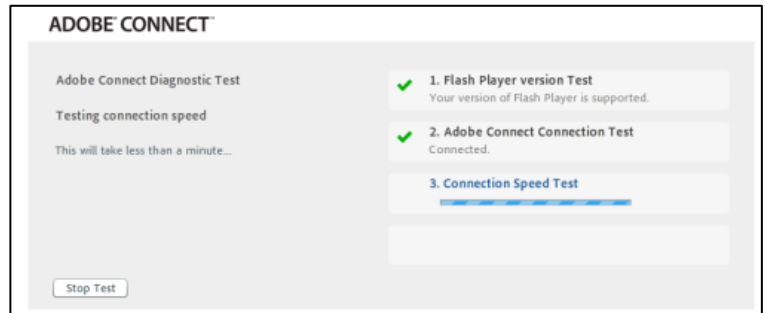 ADOBE® CONNECT™
Adobe Connect Diagnostic Test
Testing connection speed
This will take less than a minute...
1. Flash Player version Test
Your version of Flash Player is supported.
2. Adobe Connect Connection Test
Connected.
3. Connection Speed Test
Stop Test